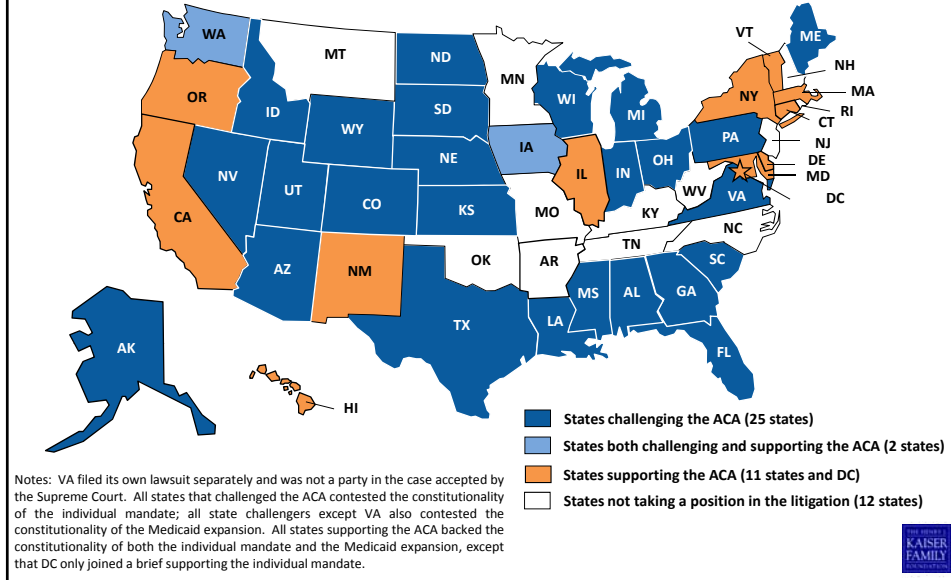 WA
MT
ND
MN
VT
ME
NH
OR
ID
SD
WI
NY
MA
WY
MI
RI
CT
IA
PA
NJ
NE
NV
IL
IN
OH
DE
UT
MD
CO
WV
VA
DC
KS
MO
KY
CA
NC
TN
OK
AR
AZ
NM
SC
MS
AL
GA
TX
LA
AK
FL
HI
States challenging the ACA (25 states)
States both challenging and supporting the ACA (2 states)
States supporting the ACA (11 states and DC)
States not taking a position in the litigation (12 states)
Notes: VA filed its own lawsuit separately and was not a party in the case accepted by
the Supreme Court. All states that challenged the ACA contested the constitutionality
of the individual mandate; all state challengers except VA also contested the
constitutionality of the Medicaid expansion. All states supporting the ACA backed the
constitutionality of both the individual mandate and the Medicaid expansion, except
that DC only joined a brief supporting the individual mandate.
THE HENRY J.
KAISER
FAMILY
FOUNDATION